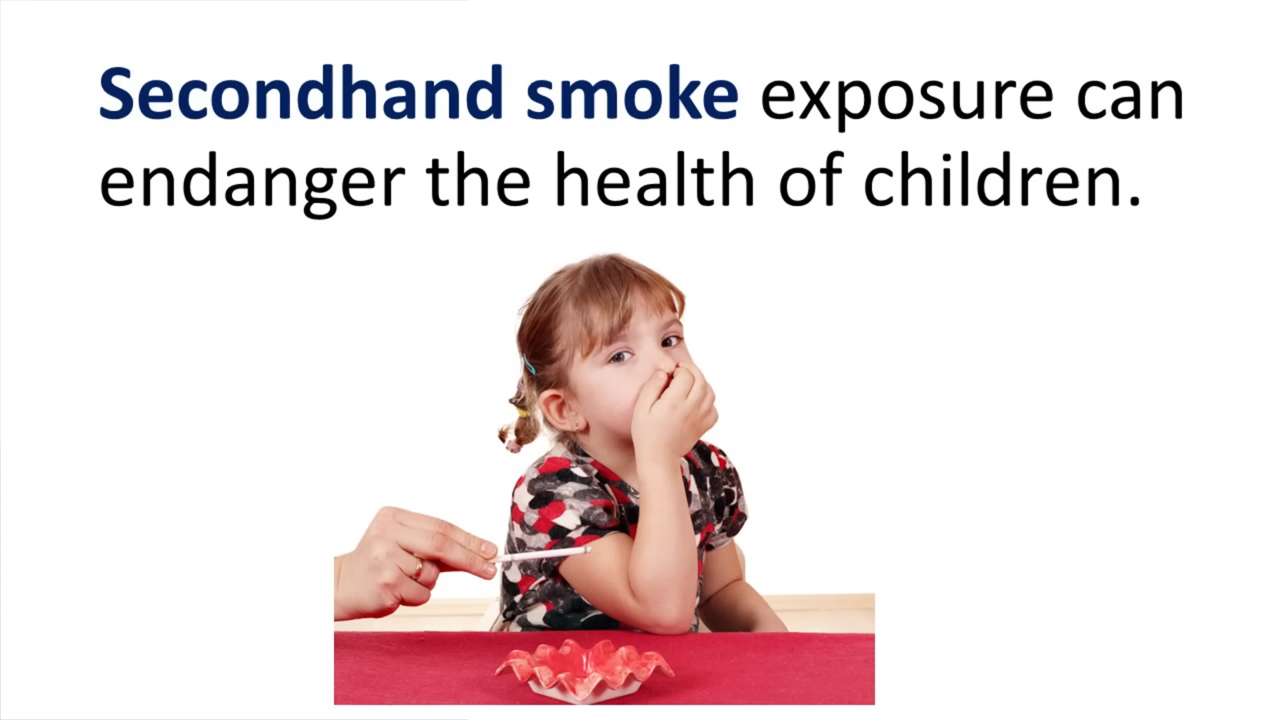 Secondhand smoke exposure can
endanger the health of children.